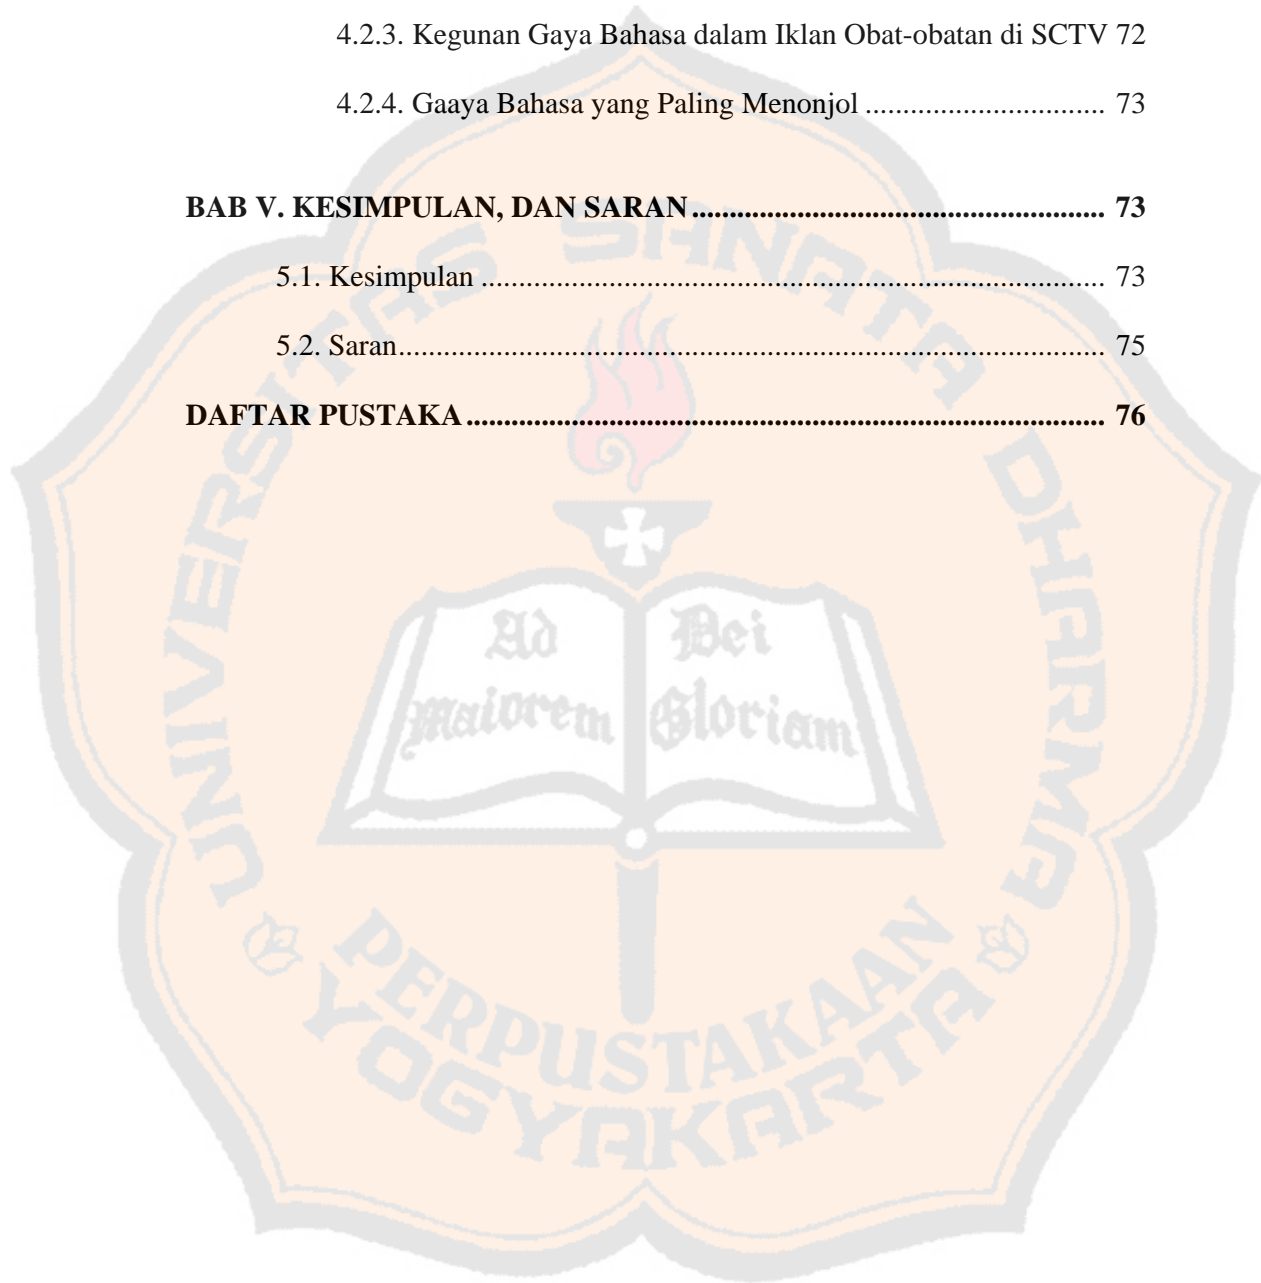 4.2.3. Kegunan Gaya Bahasa dalam Iklan Obat-obatan di SCTV 72
4.2.4. Gaaya Bahasa yang Paling Menonjol ................................ 73
BAB V. KESIMPULAN, DAN SARAN ....................................................... 73
5.1. Kesimpulan ................................................................................... 73
5.2. Saran.............................................................................................. 75
DAFTAR PUSTAKA ..................................................................................... 76
UNIVERSITAS SANATA DHARMA
Ad Dei
maiorem Gloriam
PERPUSTAKAAN
YOGYAKARTA